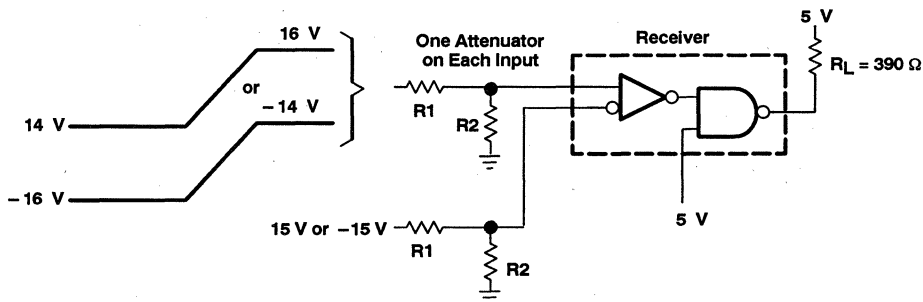 5 V
16 V
One Attenuator
on Each Input
Receiver
RL = 390 Ω
or
R1
– 14 V
14 V
R2
– 16 V
5 V
15 V or –15 V
R1
R2